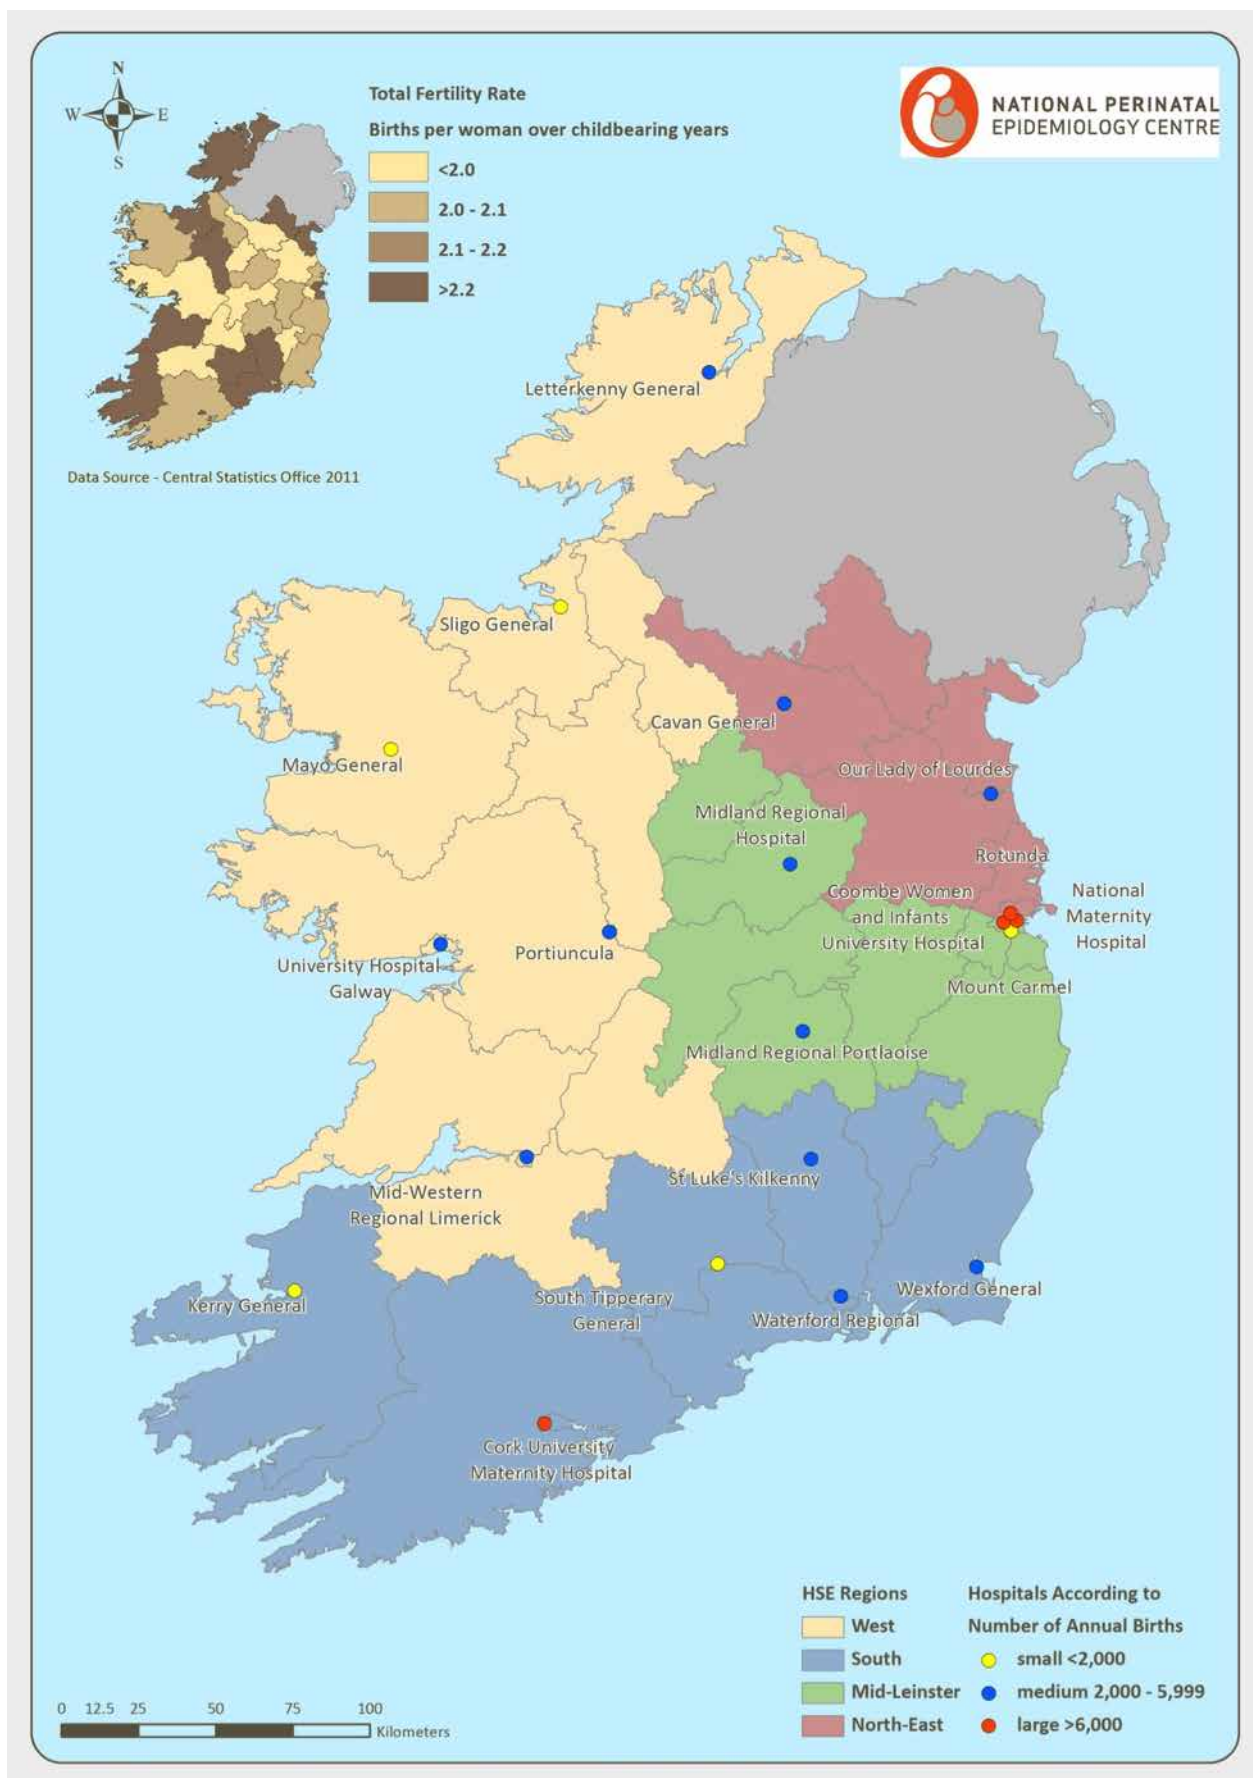 N
W
E
S
Total Fertility Rate
Births per woman over childbearing years
<2.0
2.0 - 2.1
2.1 - 2.2
>2.2
NATIONAL PERINATAL
EPIDEMIOLOGY CENTRE
Data Source - Central Statistics Office 2011
Letterkenny General
Sligo General
Cavan General
Mayo General
Our Lady of Lourdes
Midland Regional
Hospital
Rotunda
Coombe Women
and Infants
University Hospital
National
Maternity
Hospital
Portiuncula
University Hospital
Galway
Mount Carmel
Midland Regional Portlaoise
St Luke's Kilkenny
Mid-Western
Regional Limerick
Kerry General
South Tipperary
General
Wexford General
Waterford Regional
Cork University
Maternity Hospital
HSE Regions
West
South
Mid-Leinster
North-East
Hospitals According to
Number of Annual Births
small <2,000
medium 2,000 - 5,999
large >6,000
0 12.5 25 50 75 100
Kilometers